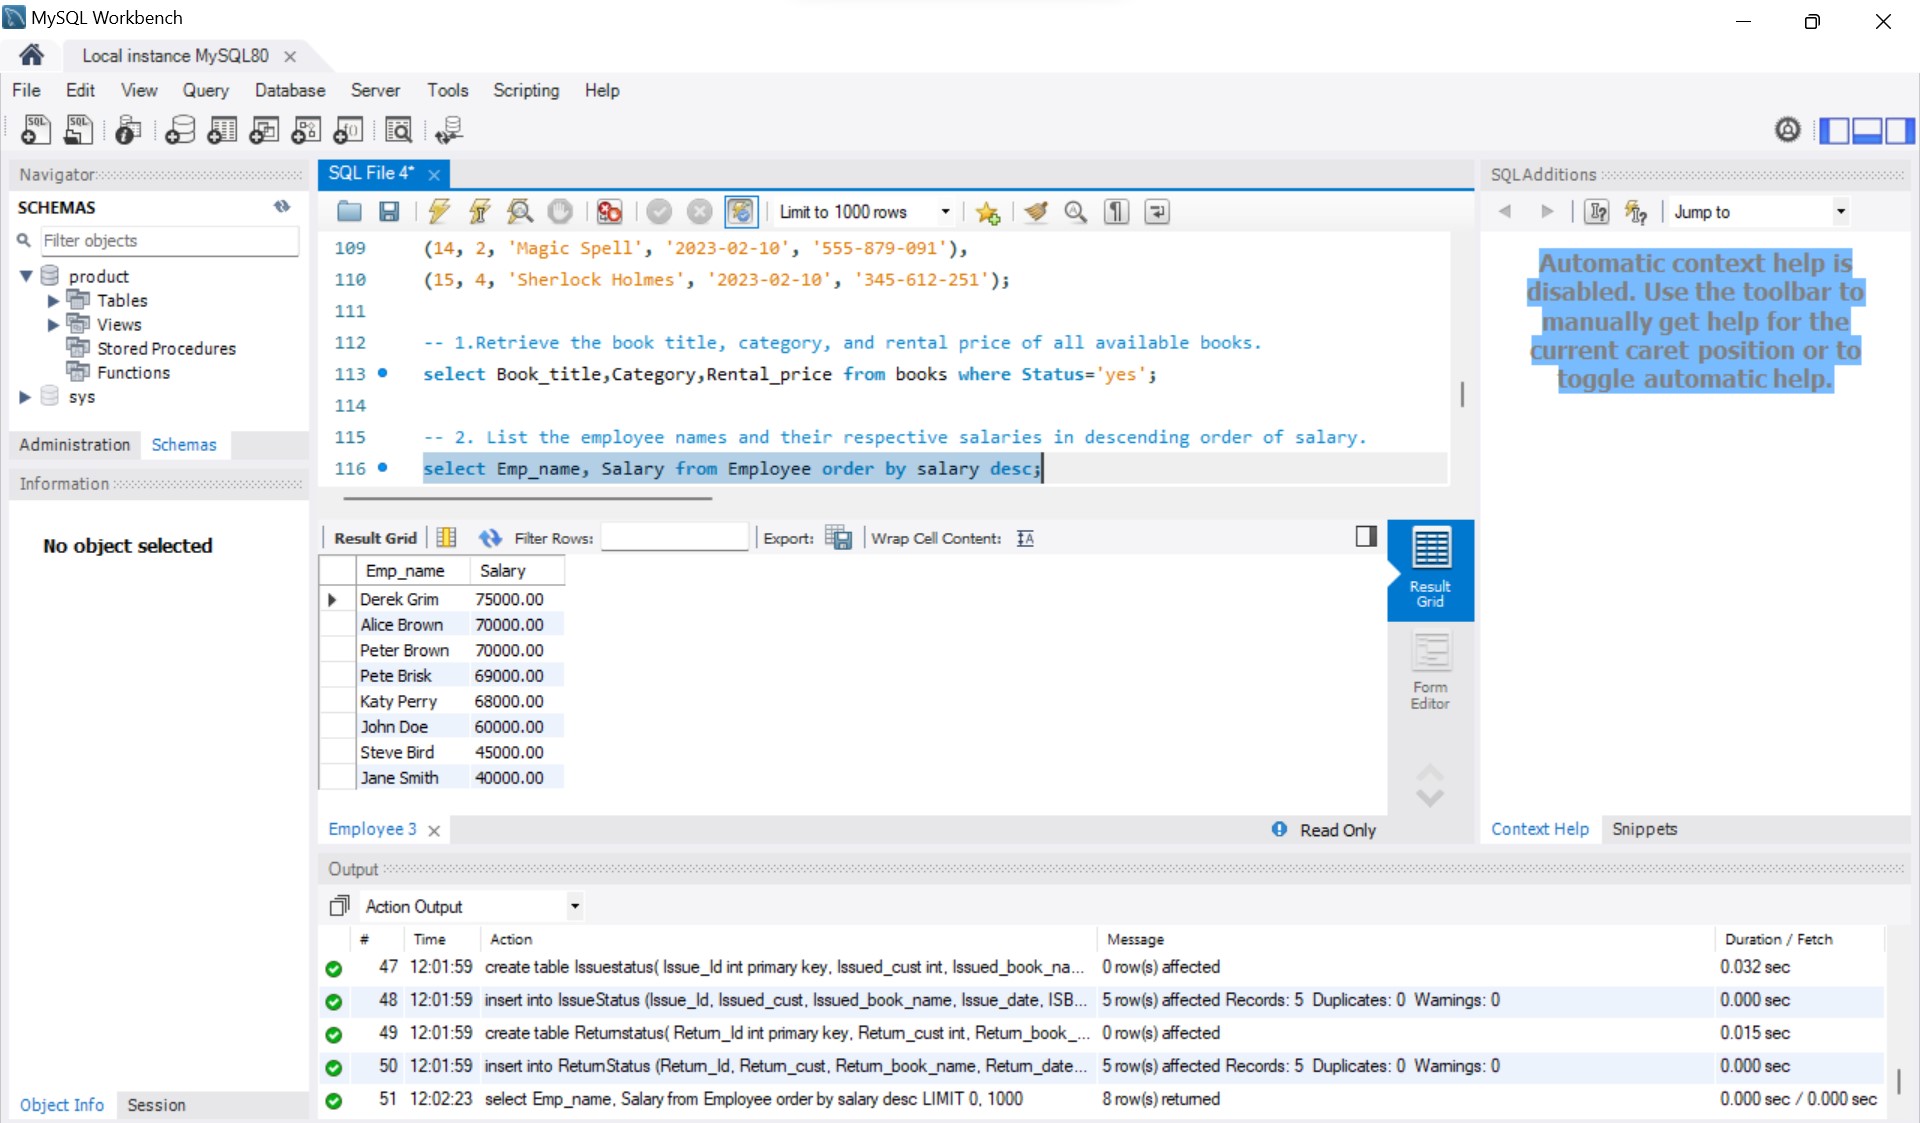 MySQL Workbench
Local instance MySQL80
File Edit View Query Database Server Tools Scripting Help
Navigator
SCHEMAS
Filter objects
product
Tables
Views
Stored Procedures
Functions
sys
Administration Schemas
Information
No object selected
Object Info Session
SQL File 4*
Limit to 1000 rows
109 (14, 2, 'Magic Spell', '2023-02-10', '555-879-091'),
110 (15, 4, 'Sherlock Holmes', '2023-02-10', '345-612-251');
111
112 -- 1.Retrieve the book title, category, and rental price of all available books.
113 select Book_title,Category,Rental_price from books where Status='yes';
114
115 -- 2. List the employee names and their respective salaries in descending order of salary.
116 select Emp_name, Salary from Employee order by salary desc;
Result Grid Filter Rows: Export: Wrap Cell Content:
Emp_name Salary
Derek Grim 75000.00
Alice Brown 70000.00
Peter Brown 70000.00
Pete Brisk 69000.00
Katy Perry 68000.00
John Doe 60000.00
Steve Bird 45000.00
Jane Smith 40000.00
Result
Grid
Form
Editor
Employee 3 Read Only
SQLAdditions
Jump to
Automatic context help is
disabled. Use the toolbar to
manually get help for the
current caret position or to
toggle automatic help.
Context Help Snippets
Output
Action Output
# Time Action Message Duration / Fetch
47 12:01:59 create table Issuestatus( Issue_Id int primary key, Issued_cust int, Issued_book_na... 0 row(s) affected 0.032 sec
48 12:01:59 insert into IssueStatus (Issue_Id, Issued_cust, Issued_book_name, Issue_date, ISB... 5 row(s) affected Records: 5 Duplicates: 0 Warnings: 0 0.000 sec
49 12:01:59 create table Returnstatus( Return_Id int primary key, Return_cust int, Return_book_... 0 row(s) affected 0.015 sec
50 12:01:59 insert into ReturnStatus (Return_Id, Return_cust, Return_book_name, Return_date... 5 row(s) affected Records: 5 Duplicates: 0 Warnings: 0 0.000 sec
51 12:02:23 select Emp_name, Salary from Employee order by salary desc LIMIT 0, 1000 8 row(s) returned 0.000 sec / 0.000 sec